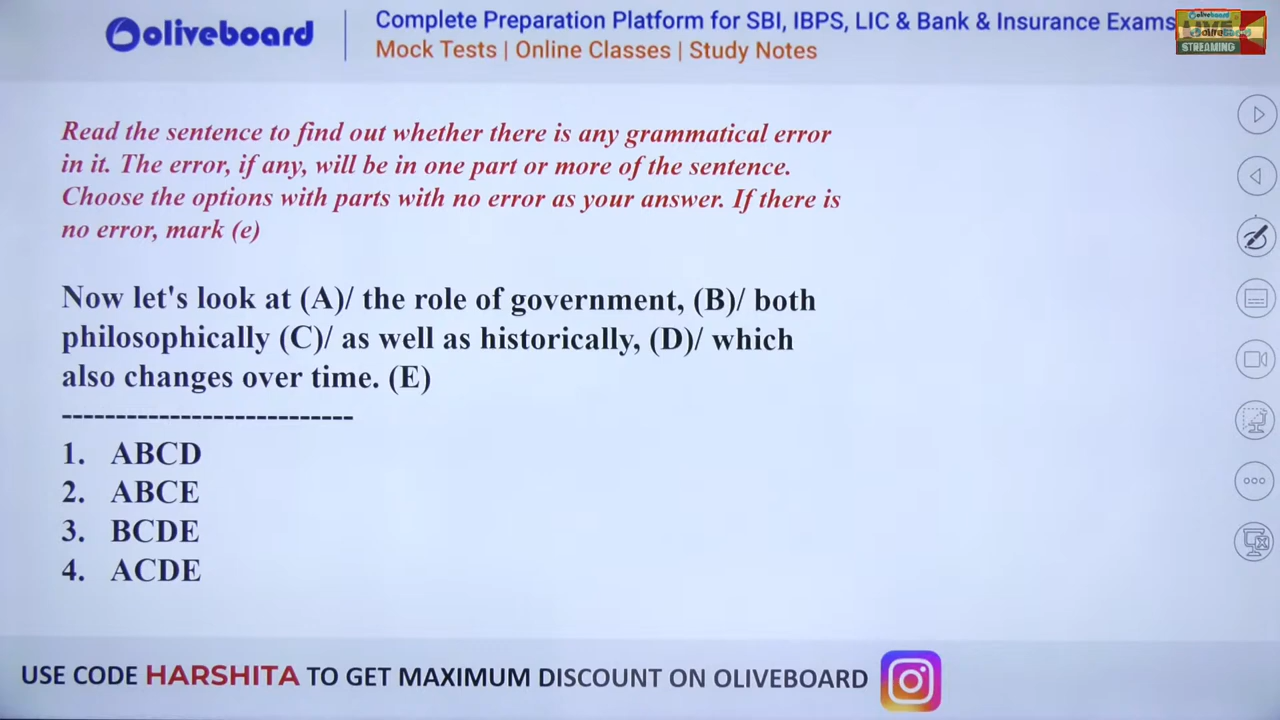 oliveboard
Complete Preparation Platform for SBI, IBPS, LIC & Bank & Insurance Exams
Mock Tests | Online Classes | Study Notes
STREAMING
Read the sentence to find out whether there is any grammatical error
in it. The error, if any, will be in one part or more of the sentence.
Choose the options with parts with no error as your answer. If there is
no error, mark (e)
Now let's look at (A)/ the role of government, (B)/ both
philosophically (C)/ as well as historically, (D)/ which
also changes over time. (E)
--------------------------
1. ABCD
2. ABCE
3. BCDE
4. ACDE
USE CODE HARSHITA TO GET MAXIMUM DISCOUNT ON OLIVEBOARD